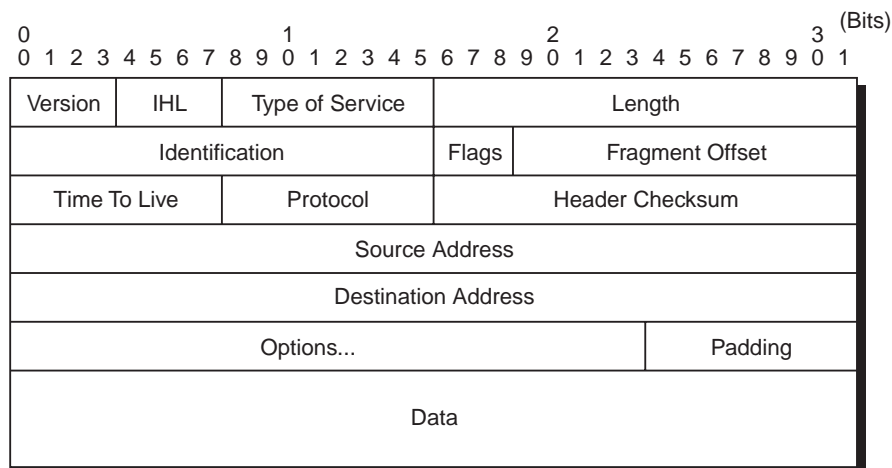 (Bits)
0 1 2 3
0 1 2 3 4 5 6 7 8 9 0 1 2 3 4 5 6 7 8 9 0 1 2 3 4 5 6 7 8 9 0 1
Version IHL Type of Service Length
Identification Flags Fragment Offset
Time To Live Protocol Header Checksum
Source Address
Destination Address
Options... Padding
Data